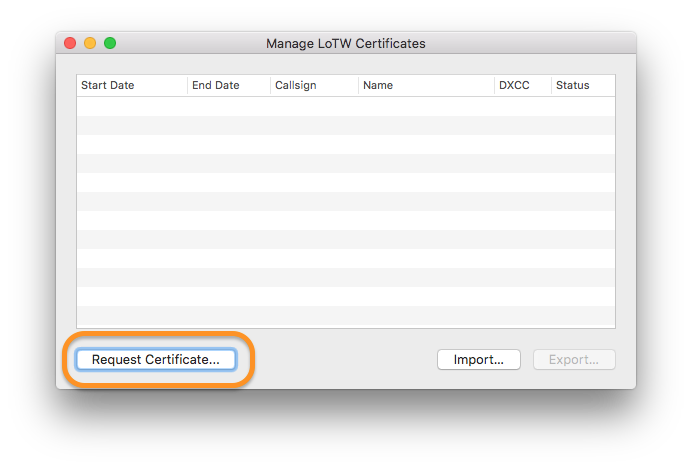 Manage LoTW Certificates
Start Date End Date Callsign Name DXCC Status
Request Certificate... Import... Export...